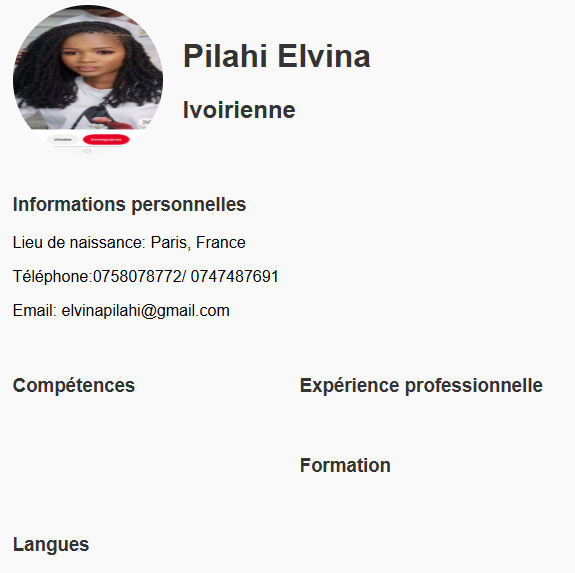 Pilahi Elvina
Ivoirienne
Informations personnelles
Lieu de naissance: Paris, France
Téléphone:0758078772/ 0747487691
Email: elvinapilahi@gmail.com
Compétences
Expérience professionnelle
Formation
Langues